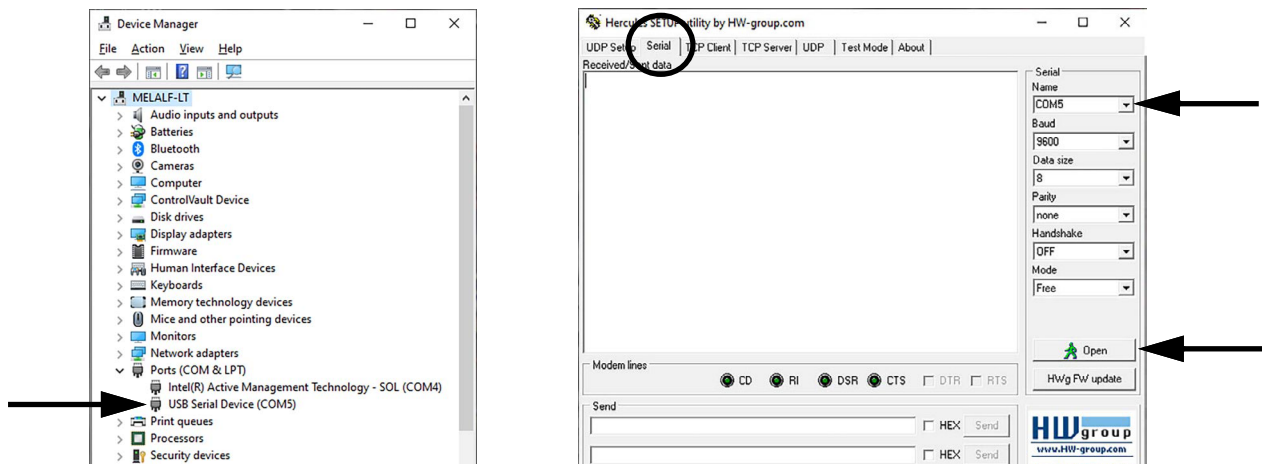 Device Manager
File Action View Help
MELALF-LT
Audio inputs and outputs
Batteries
Bluetooth
Cameras
Computer
ControlVault Device
Disk drives
Display adapters
Firmware
Human Interface Devices
Keyboards
Memory technology devices
Mice and other pointing devices
Monitors
Network adapters
Ports (COM & LPT)
Intel(R) Active Management Technology - SOL (COM4)
USB Serial Device (COM5)
Print queues
Processors
Security devices
Hercules SETUP utility by HW-group.com
UDP Setup Serial TCP Client TCP Server UDP Test Mode About
Received/Sent data
Serial
Name
COM5
Baud
9600
Data size
8
Parity
none
Handshake
OFF
Mode
Free
Open
HWg FW update
Modem lines
CD RI DSR CTS DTR RTS
Send
HEX Send
HEX Send
HW group
www.HW-group.com